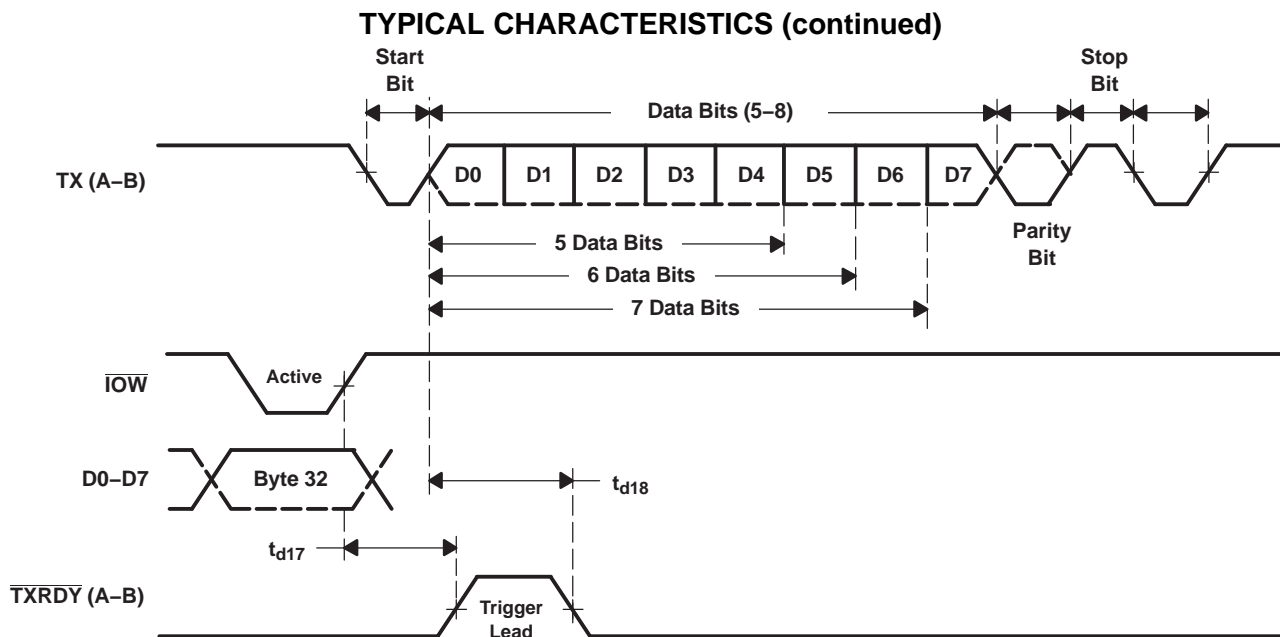 TYPICAL CHARACTERISTICS (continued)
Start
Bit
Stop
Bit
Data Bits (5–8)
TX (A–B)
D0
D1
D2
D3
D4
D5
D6
D7
5 Data Bits
Parity
Bit
6 Data Bits
7 Data Bits
IOW
Active
D0–D7
Byte 32
td18
td17
TXRDY (A–B)
Trigger
Lead